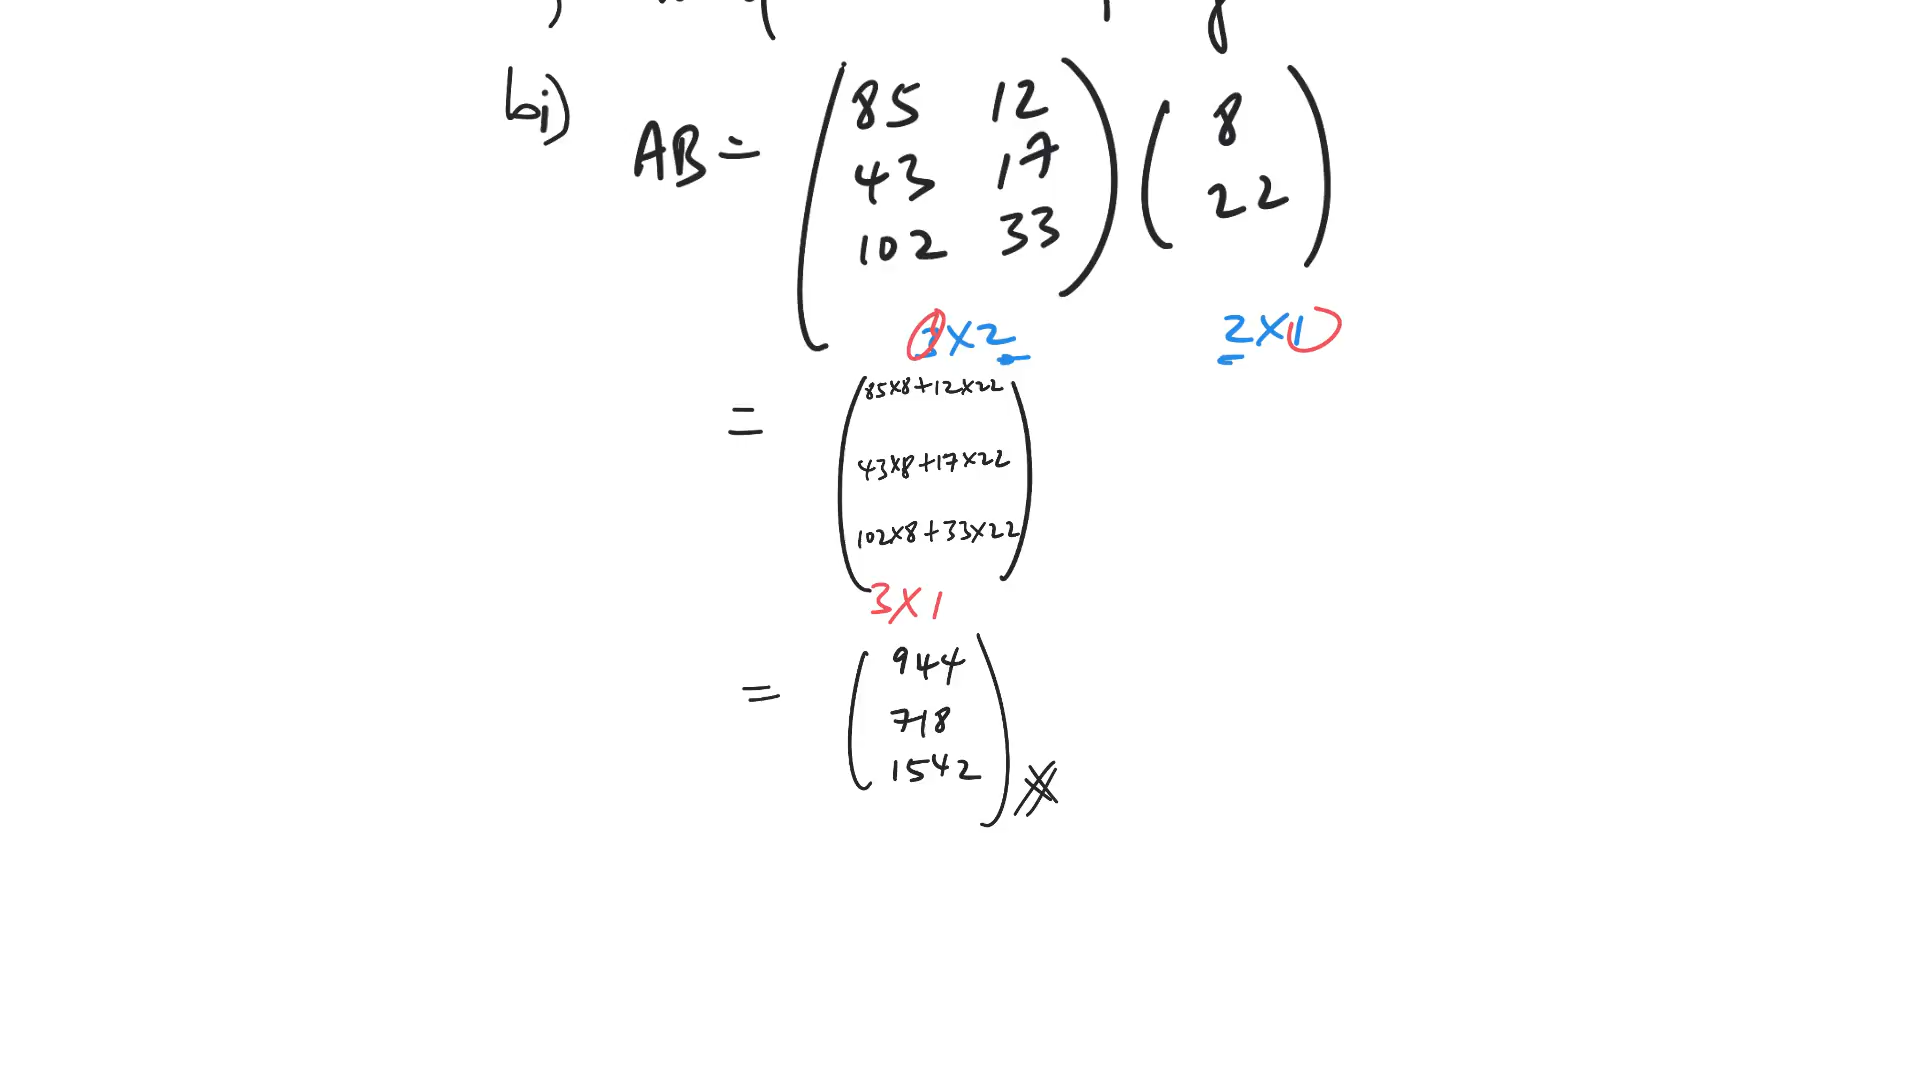 bi)
AB = ( 85 12 ) ( 8 )
43 17 22
102 33
3×2 2×1
= ( 85×8+12×22 )
43×8+17×22
102×8+33×22
3×1
= ( 944 )
718
1542